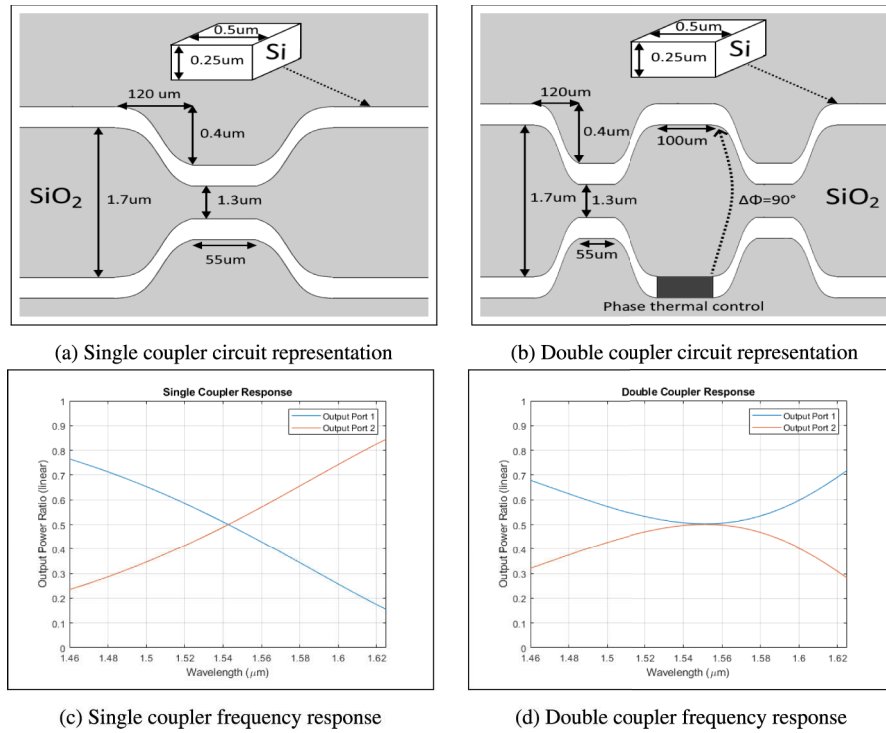 0.5um
Si
0.25um
120 um
0.4um
SiO2
1.7um
1.3um
55um
(a) Single coupler circuit representation
0.5um
Si
0.25um
120um
0.4um
100um
1.7um
1.3um
ΔΦ=90°
SiO2
55um
Phase thermal control
(b) Double coupler circuit representation
Single Coupler Response
Output Port 1
Output Port 2
Output Power Ratio (linear)
1
0.9
0.8
0.7
0.6
0.5
0.4
0.3
0.2
0.1
0
1.46 1.48 1.5 1.52 1.54 1.56 1.58 1.6 1.62
Wavelength (μm)
(c) Single coupler frequency response
Double Coupler Response
Output Port 1
Output Port 2
Output Power Ratio (linear)
1
0.9
0.8
0.7
0.6
0.5
0.4
0.3
0.2
0.1
0
1.46 1.48 1.5 1.52 1.54 1.56 1.58 1.6 1.62
Wavelength (μm)
(d) Double coupler frequency response